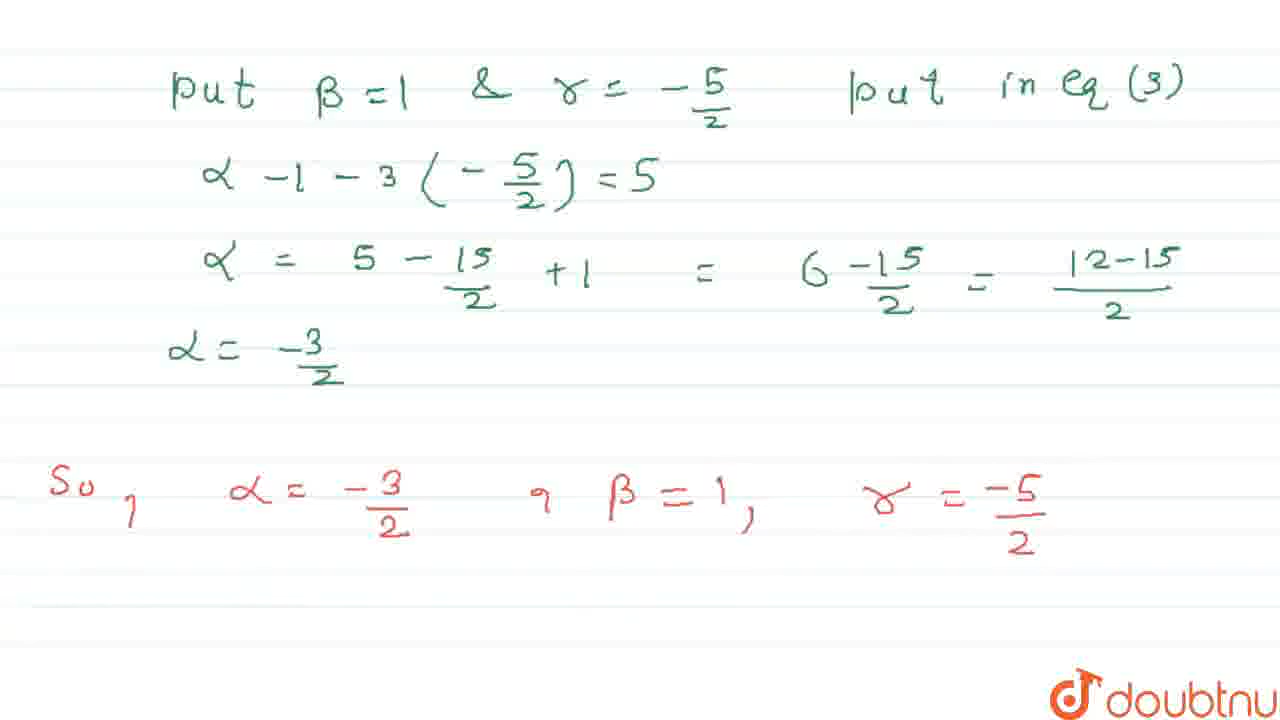 put β = 1 & γ = -5/2 put in eq (3)
α - 1 - 3 (-5/2) = 5
α = 5 - 15/2 + 1 = 6 - 15/2 = 12-15/2
α = -3/2
So, α = -3/2 , β = 1, γ = -5/2
doubtnut